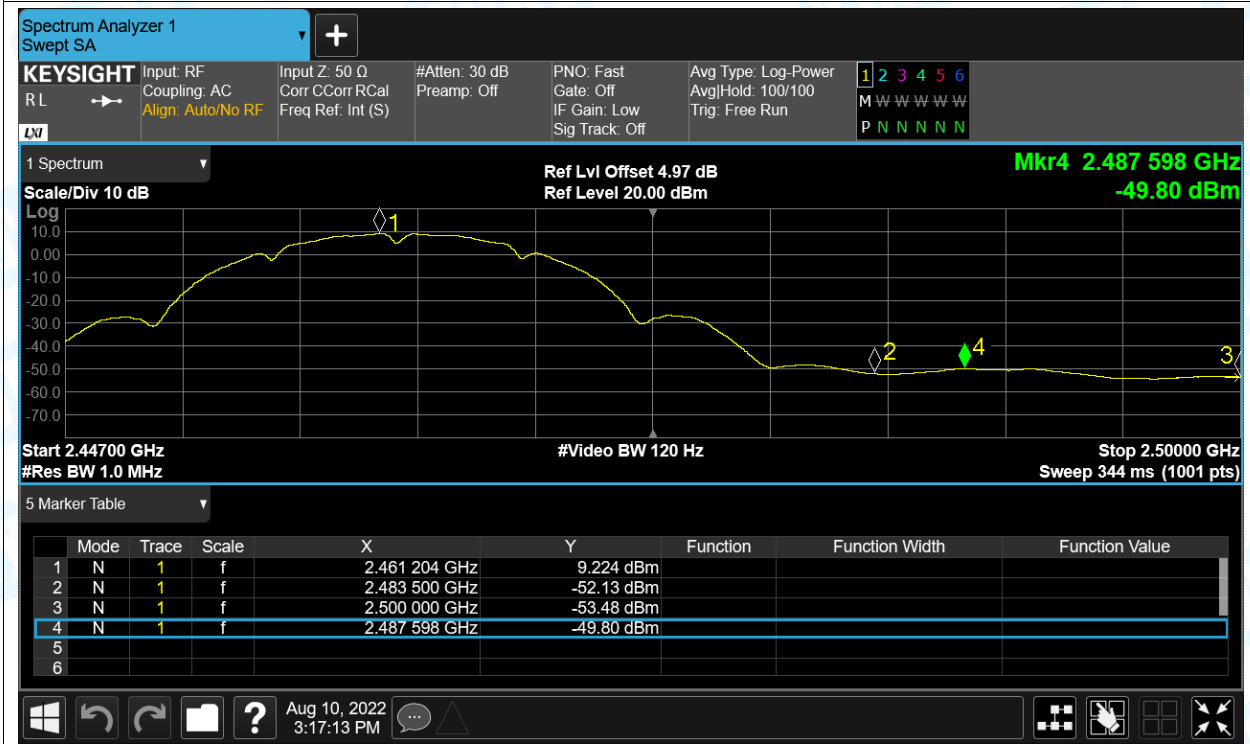 Spectrum Analyzer 1
Swept SA
KEYSIGHT
R L
LXI
Input: RF
Coupling: AC
Align: Auto/No RF
Input Z: 50 Ω
Corr CCorr RCal
Freq Ref: Int (S)
#Atten: 30 dB
Preamp: Off
PNO: Fast
Gate: Off
IF Gain: Low
Sig Track: Off
Avg Type: Log-Power
Avg|Hold: 100/100
Trig: Free Run
1 2 3 4 5 6
M W W W W W W
P N N N N N
1 Spectrum
Scale/Div 10 dB
Ref Lvl Offset 4.97 dB
Ref Level 20.00 dBm
Mkr4 2.487 598 GHz
-49.80 dBm
Log
10.0
0.00
-10.0
-20.0
-30.0
-40.0
-50.0
-60.0
-70.0
1
2
4
3
Start 2.44700 GHz
#Res BW 1.0 MHz
#Video BW 120 Hz
Stop 2.50000 GHz
Sweep 344 ms (1001 pts)
5 Marker Table
Mode Trace Scale X Y Function Function Width Function Value
1 N 1 f 2.461 204 GHz 9.224 dBm
2 N 1 f 2.483 500 GHz -52.13 dBm
3 N 1 f 2.500 000 GHz -53.48 dBm
4 N 1 f 2.487 598 GHz -49.80 dBm
5
6
?
Aug 10, 2022
3:17:13 PM